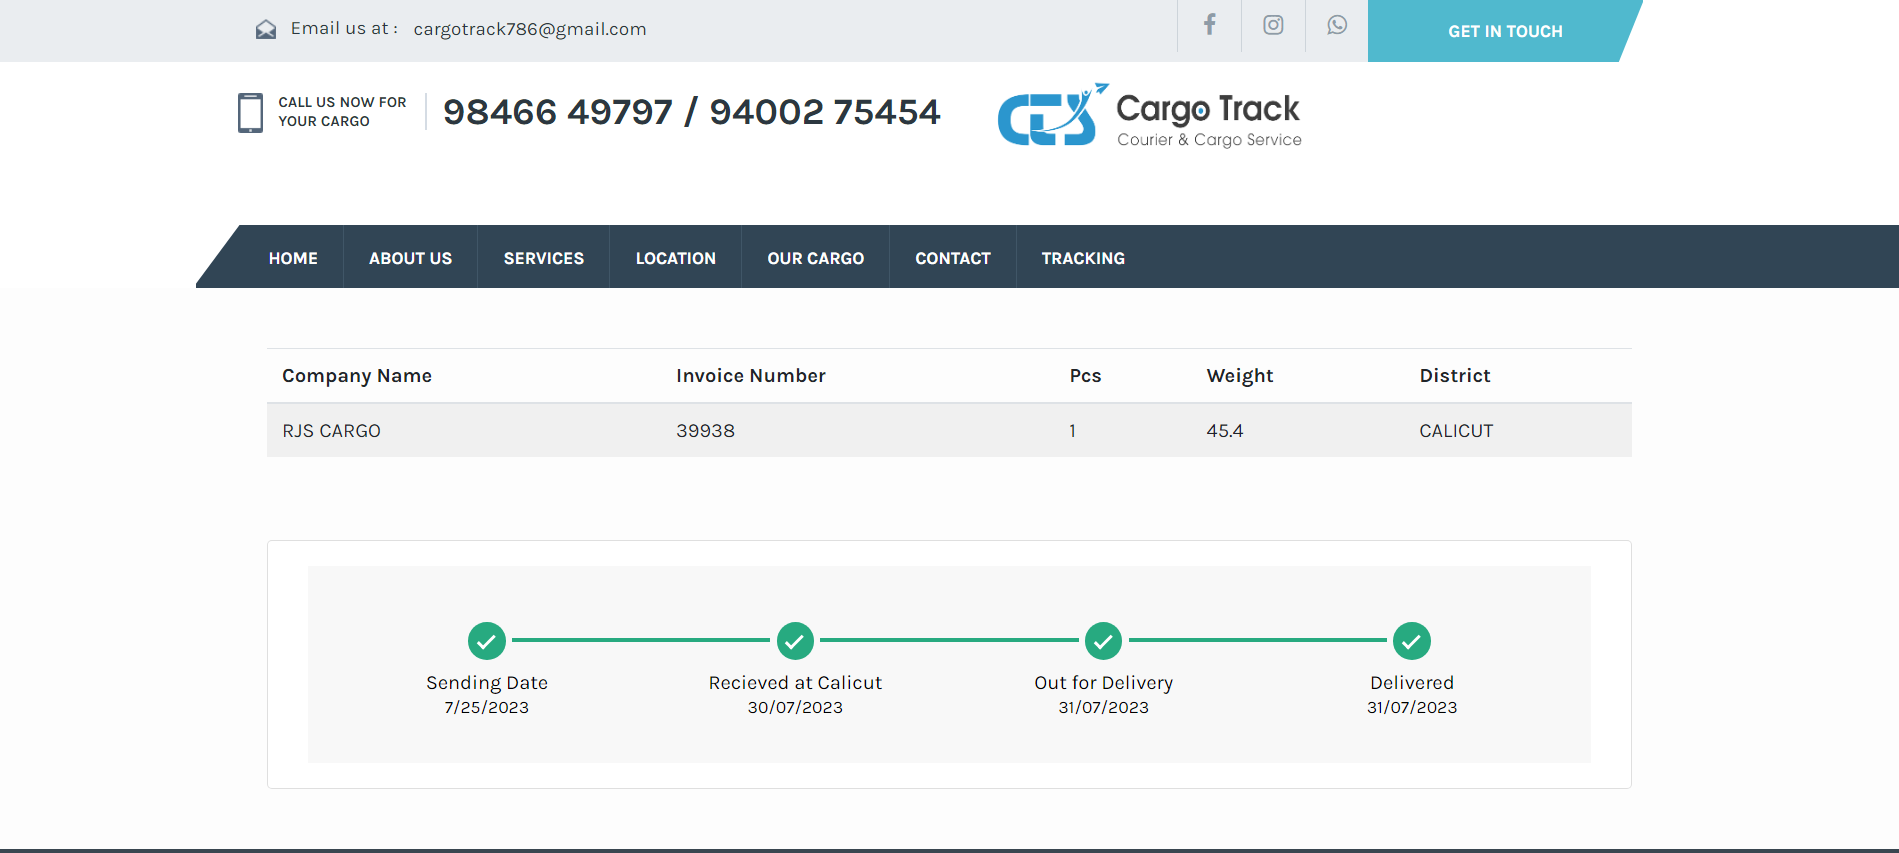 Email us at : cargotrack786@gmail.com
GET IN TOUCH
CALL US NOW FOR
YOUR CARGO
98466 49797 / 94002 75454
CTS Cargo Track
Courier & Cargo Service
HOME ABOUT US SERVICES LOCATION OUR CARGO CONTACT TRACKING
Company Name Invoice Number Pcs Weight District
RJS CARGO 39938 1 45.4 CALICUT
Sending Date Recieved at Calicut Out for Delivery Delivered
7/25/2023 30/07/2023 31/07/2023 31/07/2023